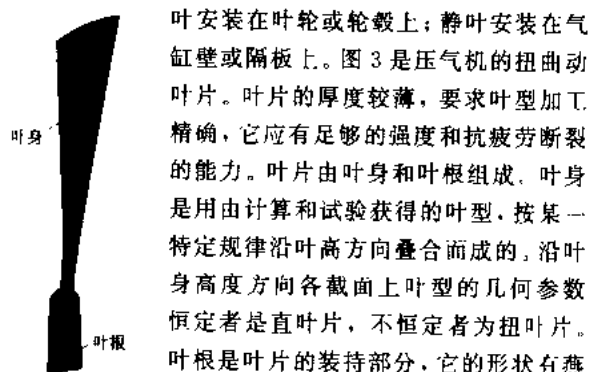 叶安装在叶轮或轮毂上；静叶安装在气
缸壁或隔板上。图3是压气机的扭曲动
叶片。叶片的厚度较薄，要求叶型加工
精确，它应有足够的强度和抗疲劳断裂
的能力。叶片由叶身和叶根组成。叶身
是用由计算和试验获得的叶型，按某一
特定规律沿叶高方向叠合而成的。沿叶
身高度方向各截面上叶型的几何参数
恒定者是直叶片，不恒定者为扭叶片。
叶根是叶片的装持部分，它的形状有燕
叶身
叶根